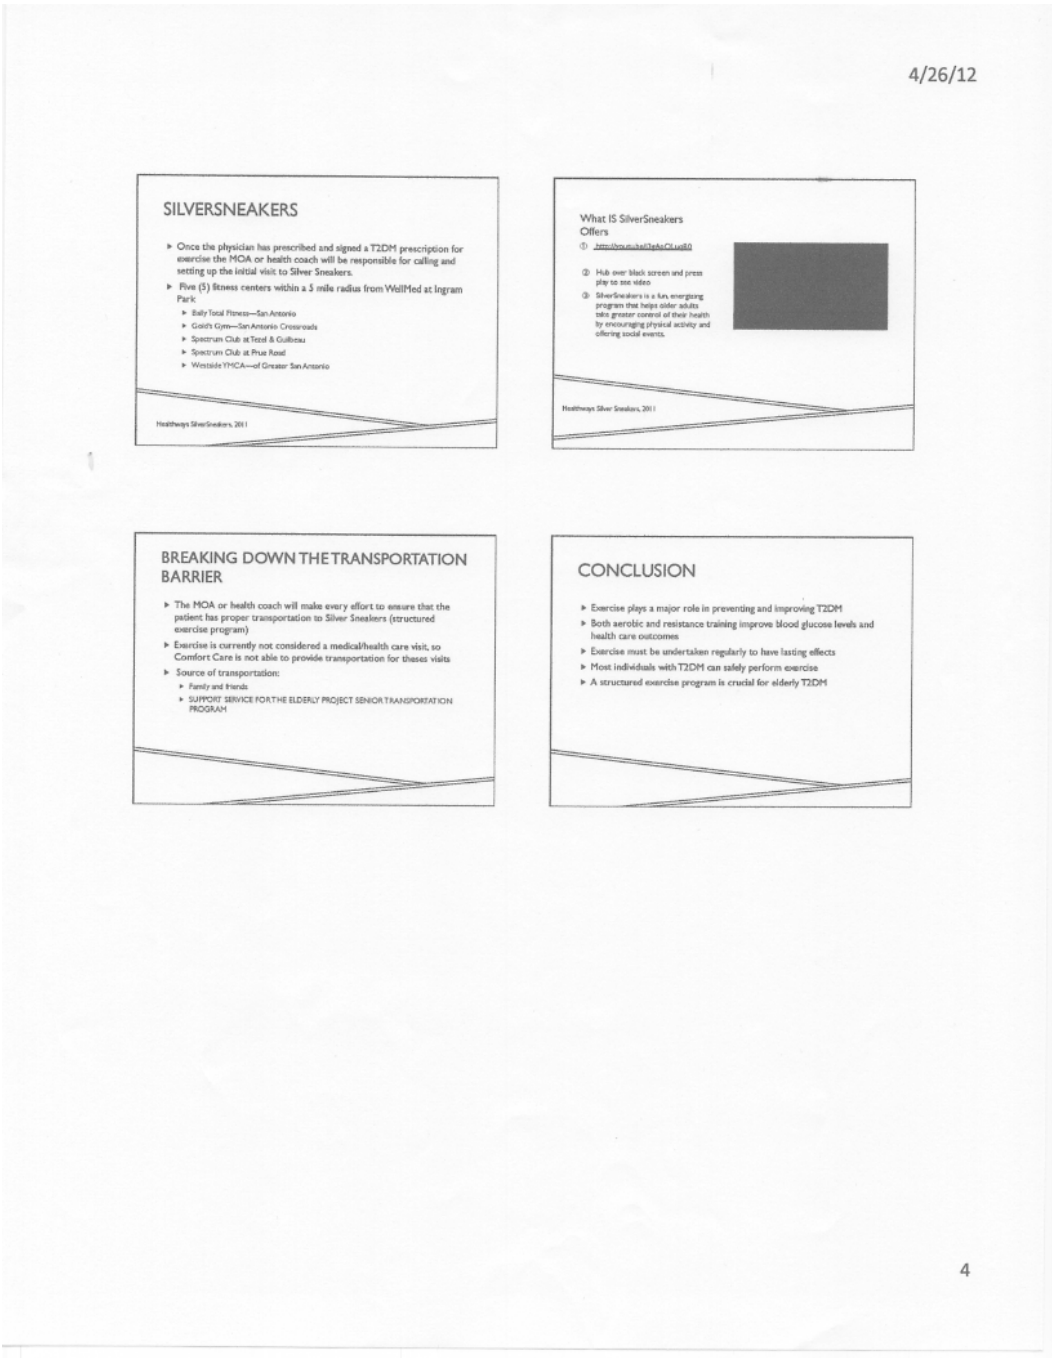 4/26/12
SILVERSNEAKERS
Once the physician has prescribed and signed a T2DM prescription for
exercise the MOA or health coach will be responsible for calling and
setting up the initial visit to Silver Sneakers.
Five (5) fitness centers within a 5 mile radius from WellMed at Ingram
Park:
Bally Total Fitness—San Antonio
Gold's Gym—San Antonio Crossroads
Spectrum Club at Tezel & Guilbeau
Spectrum Club at Prue Road
Westside YMCA—of Greater San Antonio
Healthways SilverSneakers, 2011
What IS SilverSneakers
Offers
① 
② Hub over black screen and press
play to see video
③ SilverSneakers is a fun, energizing
program that helps older adults
take greater control of their health
by encouraging physical activity and
offering social events.
Healthways Silver Sneakers, 2011
BREAKING DOWN THE TRANSPORTATION
BARRIER
The MOA or health coach will make every effort to ensure that the
patient has proper transportation to Silver Sneakers (structured
exercise program)
Exercise is currently not considered a medical/health care visit, so
Comfort Care is not able to provide transportation for theses visits
Source of transportation:
Family and friends
SUPPORT SERVICE FOR THE ELDERLY PROJECT SENIOR TRANSPORTATION
PROGRAM
CONCLUSION
Exercise plays a major role in preventing and improving T2DM
Both aerobic and resistance training improve blood glucose levels and
health care outcomes
Exercise must be undertaken regularly to have lasting effects
Most individuals with T2DM can safely perform exercise
A structured exercise program is crucial for elderly T2DM
4